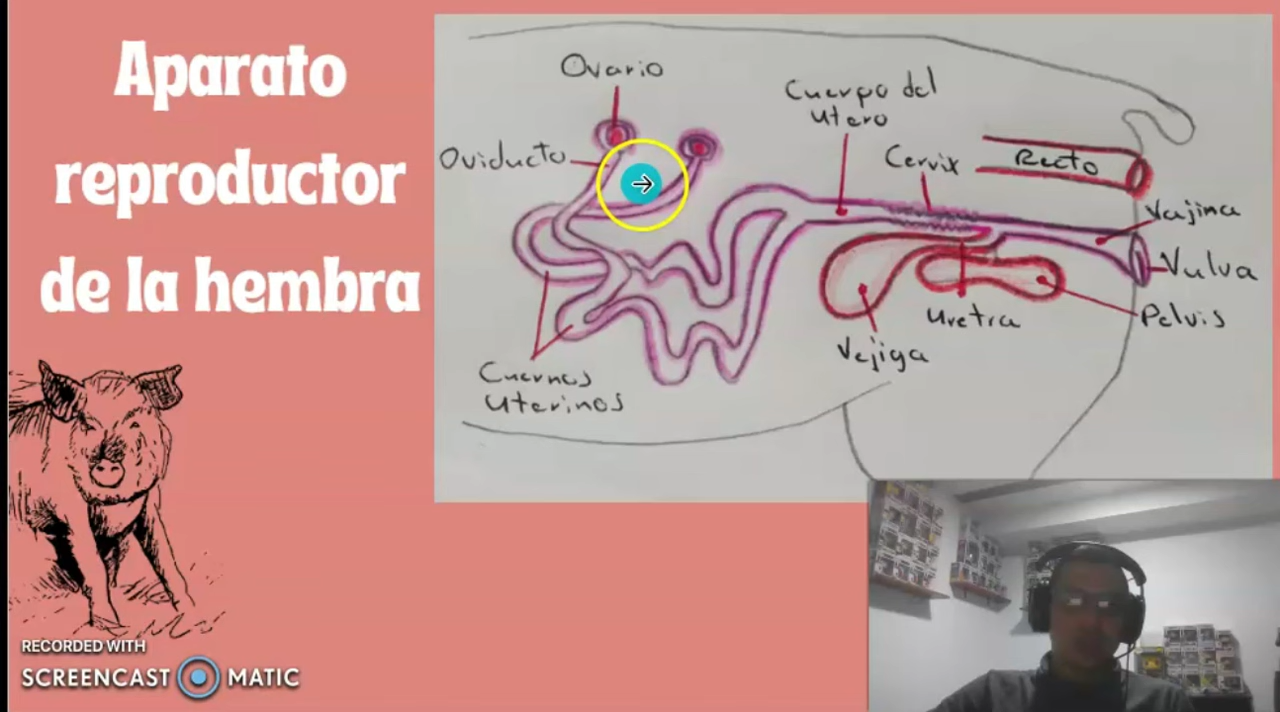 Aparato
reproductor
de la hembra
Ovario
Oviducto
Cuerpo del
Utero
Cervix
Recto
Vajina
Vulva
Pelvis
Uretra
Vejiga
Cuernos
Uterinos
RECORDED WITH
SCREENCAST MATIC